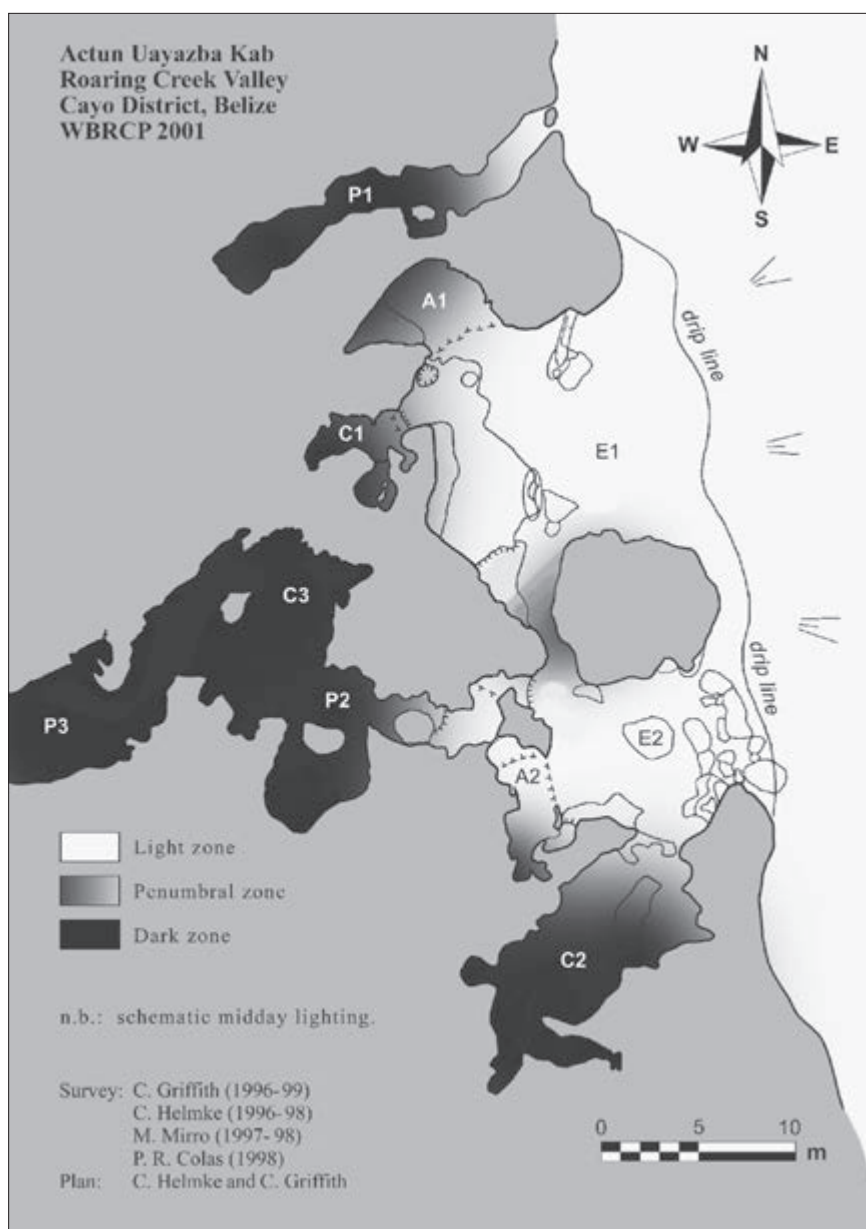 Actun Uayazba Kab
Roaring Creek Valley
Cayo District, Belize
WBRCP 2001
N
W E
S
P1
A1
drip line
C1
E1
C3
P2
P3
drip line
E2
A2
Light zone
Penumbral zone
Dark zone
C2
n.b.: schematic midday lighting.
Survey: C. Griffith (1996-99)
C. Helmke (1996-98)
M. Mirro (1997-98)
P. R. Colas (1998)
Plan: C. Helmke and C. Griffith
0 5 10
m